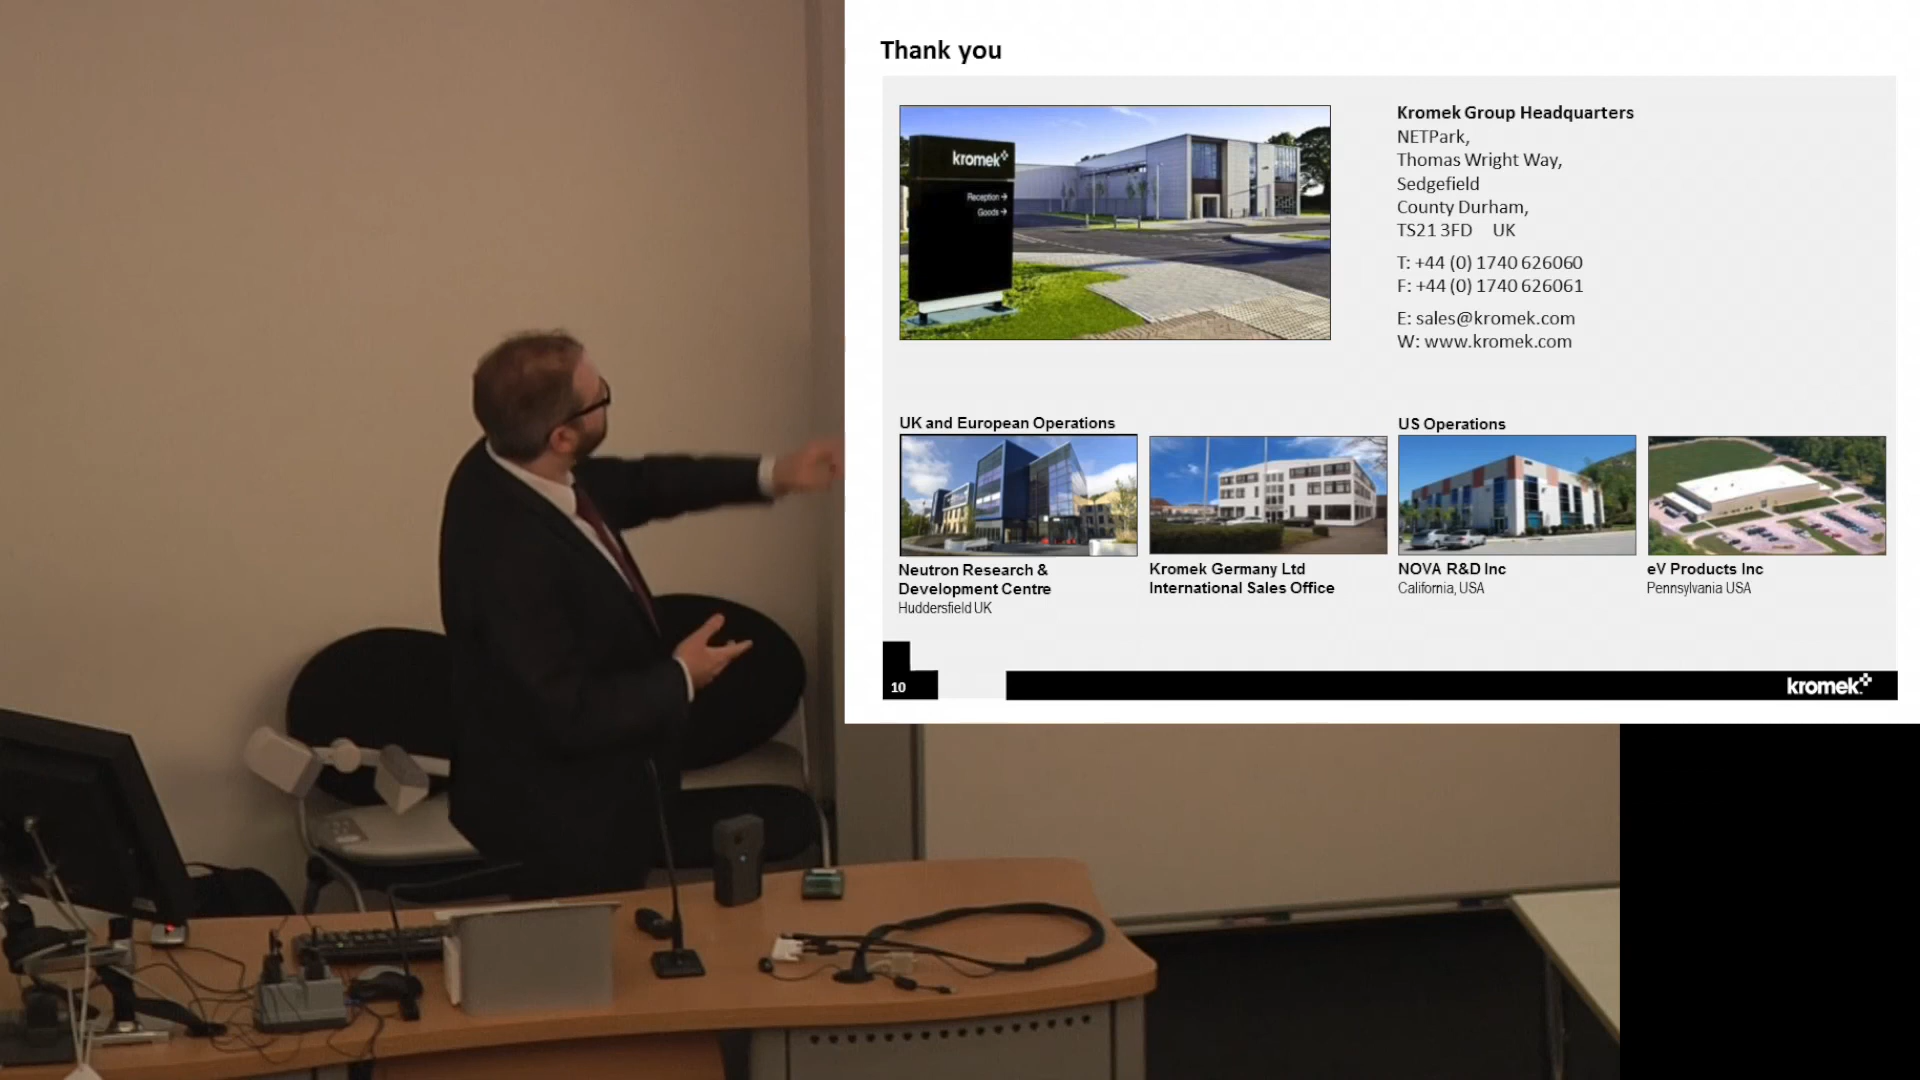 Thank you
kromek
Reception →
Goods →
Kromek Group Headquarters
NETPark,
Thomas Wright Way,
Sedgefield
County Durham,
TS21 3FD UK
T: +44 (0) 1740 626060
F: +44 (0) 1740 626061
E: sales@kromek.com
W: www.kromek.com
UK and European Operations
US Operations
Neutron Research &
Development Centre
Huddersfield UK
Kromek Germany Ltd
International Sales Office
NOVA R&D Inc
California, USA
eV Products Inc
Pennsylvania USA
10
kromek